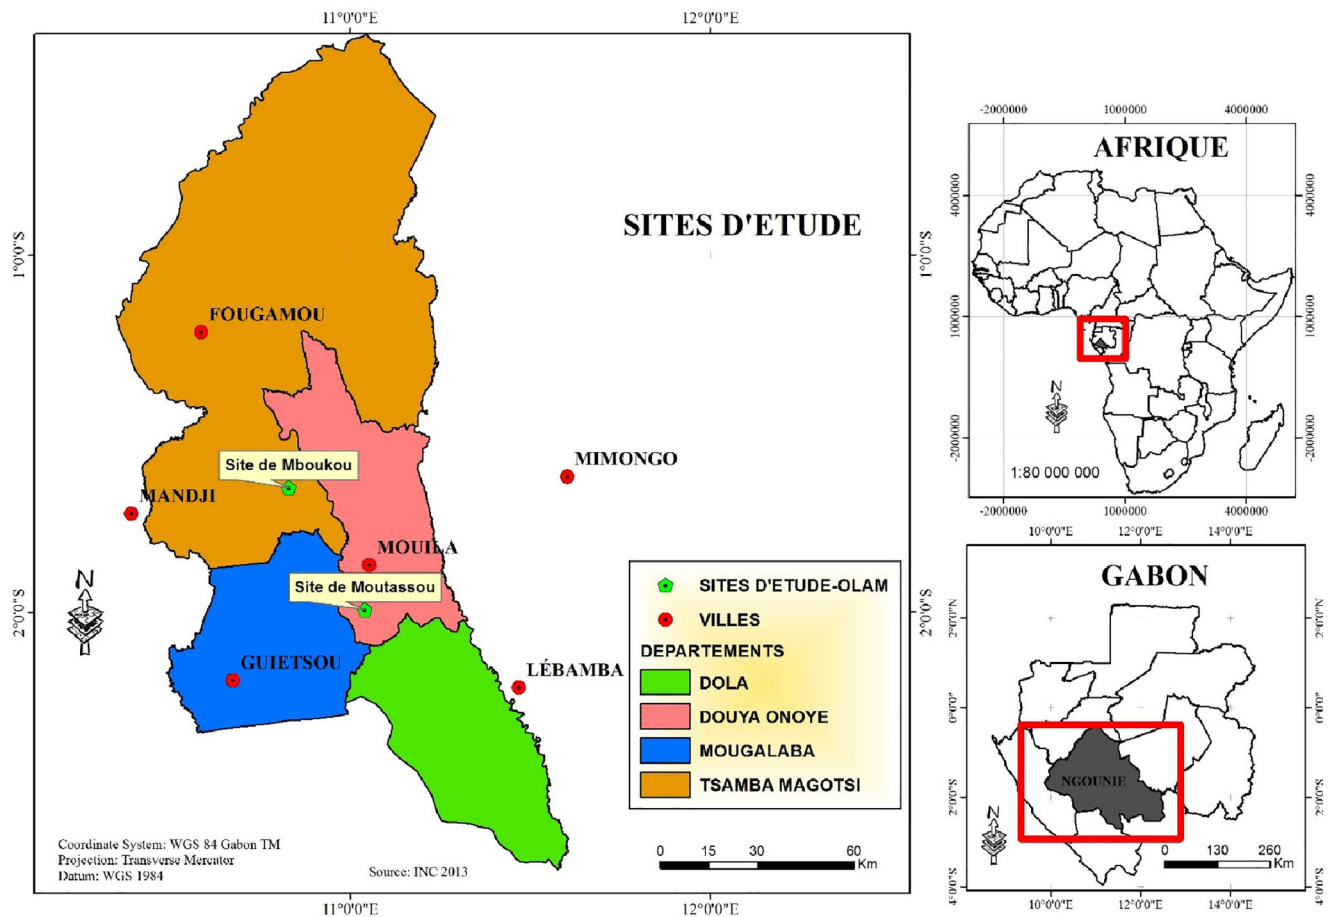 11°0'0"E
12°0'0"E
SITES D'ETUDE
1°0'0"S
1°0'0"S
FOUGAMOU
Site de Mboukou
MANDJI
MIMONGO
MOUILA
Site de Moutassou
N
2°0'0"S
2°0'0"S
GUIETSOU
LÉBAMBA
SITES D'ETUDE-OLAM
VILLES
DEPARTEMENTS
DOLA
DOUYA ONOYE
MOUGALABA
TSAMBA MAGOTSI
Coordinate System: WGS 84 Gabon TM
Projection: Transverse Mercator
Datum: WGS 1984
Source: INC 2013
0 15 30 60
Km
11°0'0"E
12°0'0"E
-2000000 1000000 4000000
AFRIQUE
4000000
4000000
1000000
1000000
-2000000
-2000000
N
1:80 000 000
-2000000 1000000 4000000
10°0'0"E 12°0'0"E 14°0'0"E
GABON
2°0'0"N
2°0'0"N
0°0'0"
0°0'0"
NGOUNIE
2°0'0"S
2°0'0"S
N
0 130 260
Km
4°0'0"S
4°0'0"S
10°0'0"E 12°0'0"E 14°0'0"E